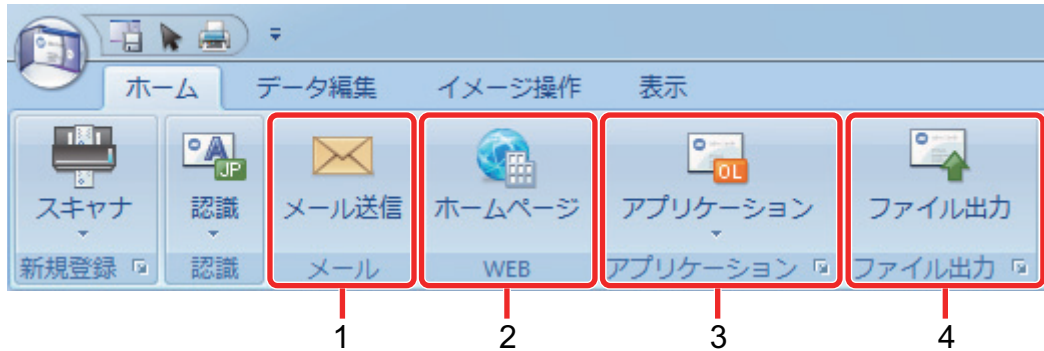 ホーム データ編集 イメージ操作 表示
JP
OL
スキャナ 認識 メール送信 ホームページ アプリケーション ファイル出力
新規登録 認識 メール WEB アプリケーション ファイル出力
1 2 3 4